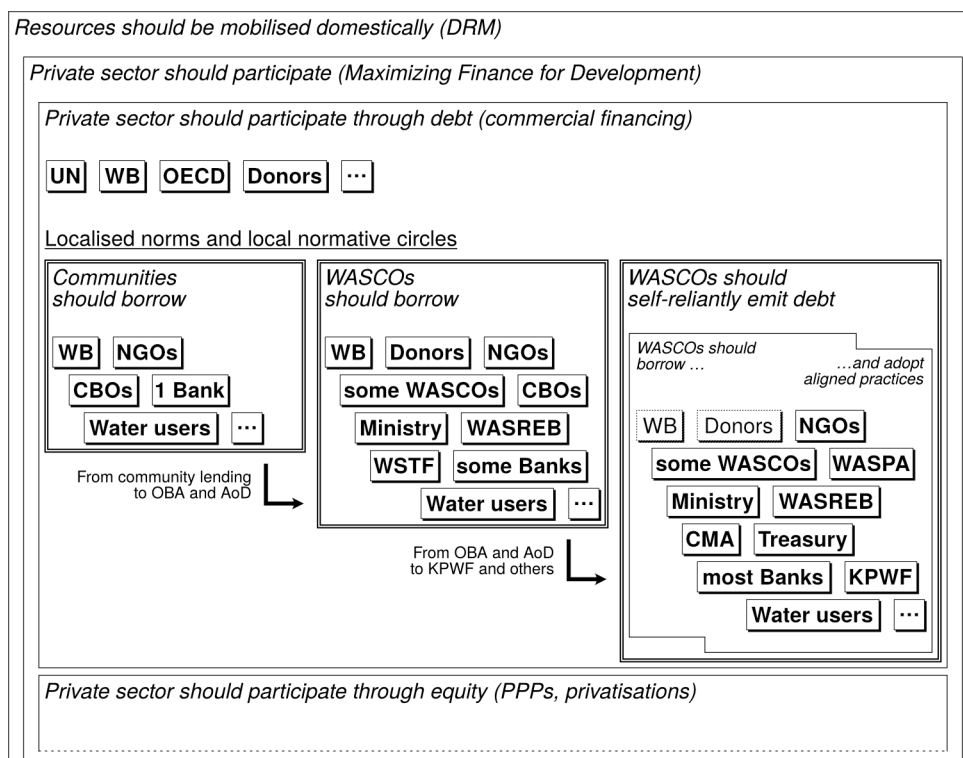 Resources should be mobilised domestically (DRM)
Private sector should participate (Maximizing Finance for Development)
Private sector should participate through debt (commercial financing)
UN WB OECD Donors ...
Localised norms and local normative circles
Communities
should borrow
WB NGOs
CBOs 1 Bank
Water users ...
From community lending
to OBA and AoD
WASCOs
should borrow
WB Donors NGOs
some WASCOs CBOs
Ministry WASREB
WSTF some Banks
Water users ...
From OBA and AoD
to KPWF and others
WASCOs should
self-reliantly emit debt
WASCOs should
borrow ...
...and adopt
aligned practices
WB Donors NGOs
some WASCOs WASPA
Ministry WASREB
CMA Treasury
most Banks KPWF
Water users ...
Private sector should participate through equity (PPPs, privatisations)